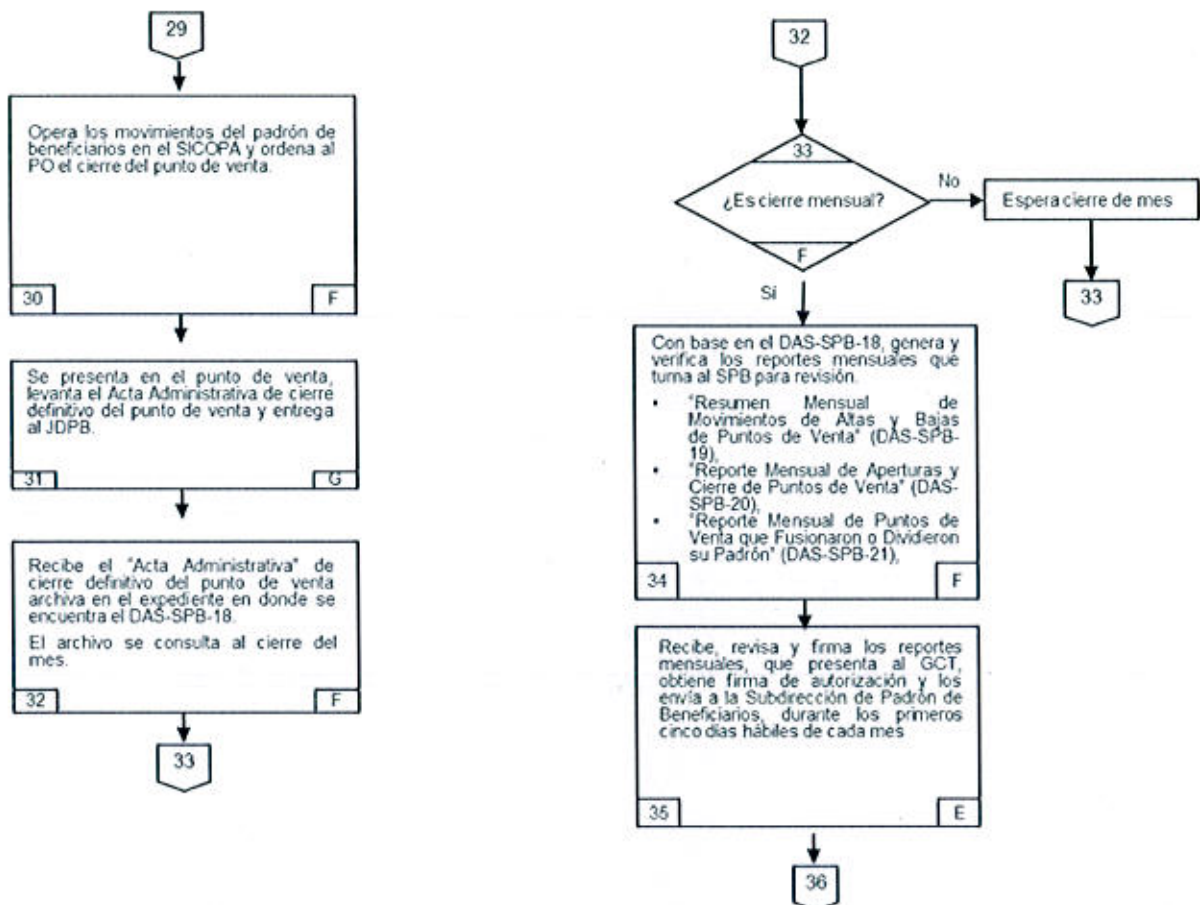 29
Opera los movimientos del padrón de
beneficiarios en el SICOPA y ordena al
PO el cierre del punto de venta.
30
F
Se presenta en el punto de venta,
levanta el Acta Administrativa de cierre
definitivo del punto de venta y entrega
al JDPB.
31
G
Recibe el "Acta Administrativa" de
cierre definitivo del punto de venta
archiva en el expediente en donde se
encuentra el DAS-SPB-18.
El archivo se consulta al cierre del
mes.
32
F
33
32
33
¿Es cierre mensual?
F
No
Espera cierre de mes
33
Sí
Con base en el DAS-SPB-18, genera y
verifica los reportes mensuales que
turna al SPB para revisión.
• "Resumen Mensual de
Movimientos de Altas y Bajas
de Puntos de Venta" (DAS-SPB-
19),
• "Reporte Mensual de Aperturas y
Cierre de Puntos de Venta" (DAS-
SPB-20),
• "Reporte Mensual de Puntos de
Venta que Fusionaron o Dividieron
su Padrón" (DAS-SPB-21),
34
F
Recibe, revisa y firma los reportes
mensuales, que presenta al GCT,
obtiene firma de autorización y los
envía a la Subdirección de Padrón de
Beneficiarios, durante los primeros
cinco días hábiles de cada mes
35
E
36